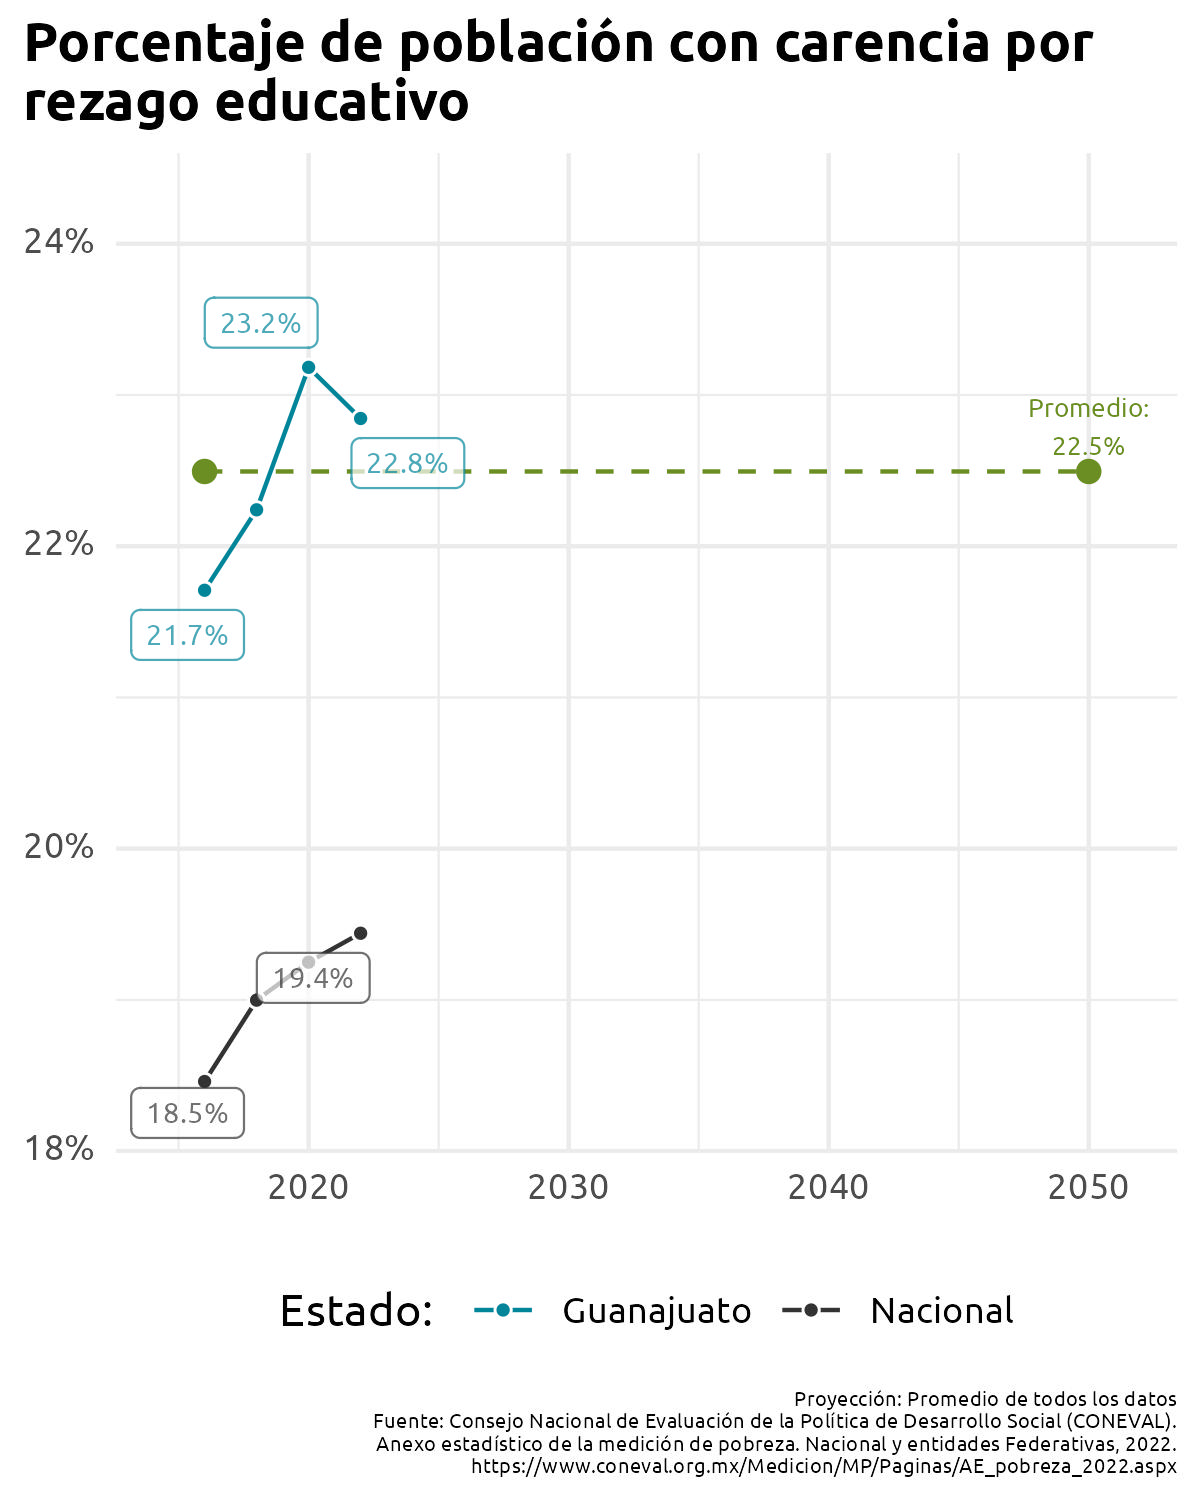 Porcentaje de población con carencia por
rezago educativo
24%
23.2%
Promedio:
22.5%
22.8%
22%
21.7%
20%
19.4%
18.5%
18%
2020 2030 2040 2050
Estado: Guanajuato Nacional
Proyección: Promedio de todos los datos
Fuente: Consejo Nacional de Evaluación de la Política de Desarrollo Social (CONEVAL).
Anexo estadístico de la medición de pobreza. Nacional y entidades Federativas, 2022.
https://www.coneval.org.mx/Medicion/MP/Paginas/AE_pobreza_2022.aspx